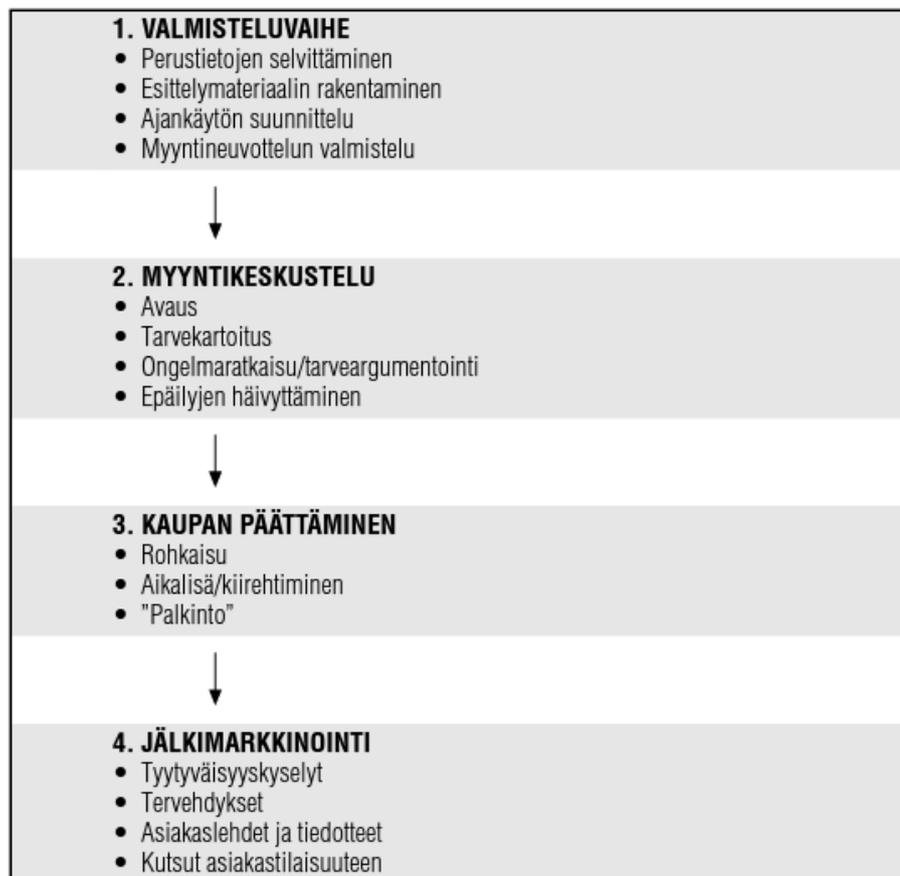 1. VALMISTELUVAIHE
• Perustietojen selvittäminen
• Esittelymateriaalin rakentaminen
• Ajankäytön suunnittelu
• Myyntineuvottelun valmistelu
2. MYYNTIKESKUSTELU
• Avaus
• Tarvekartoitus
• Ongelmaratkaisu/tarveargumentointi
• Epäilyjen häivyttäminen
3. KAUPAN PÄÄTTÄMINEN
• Rohkaisu
• Aikalisä/kiirehtiminen
• ”Palkinto”
4. JÄLKIMARKKINOINTI
• Tyytyväisyyskyselyt
• Tervehdykset
• Asiakaslehdet ja tiedotteet
• Kutsut asiakastilaisuuteen